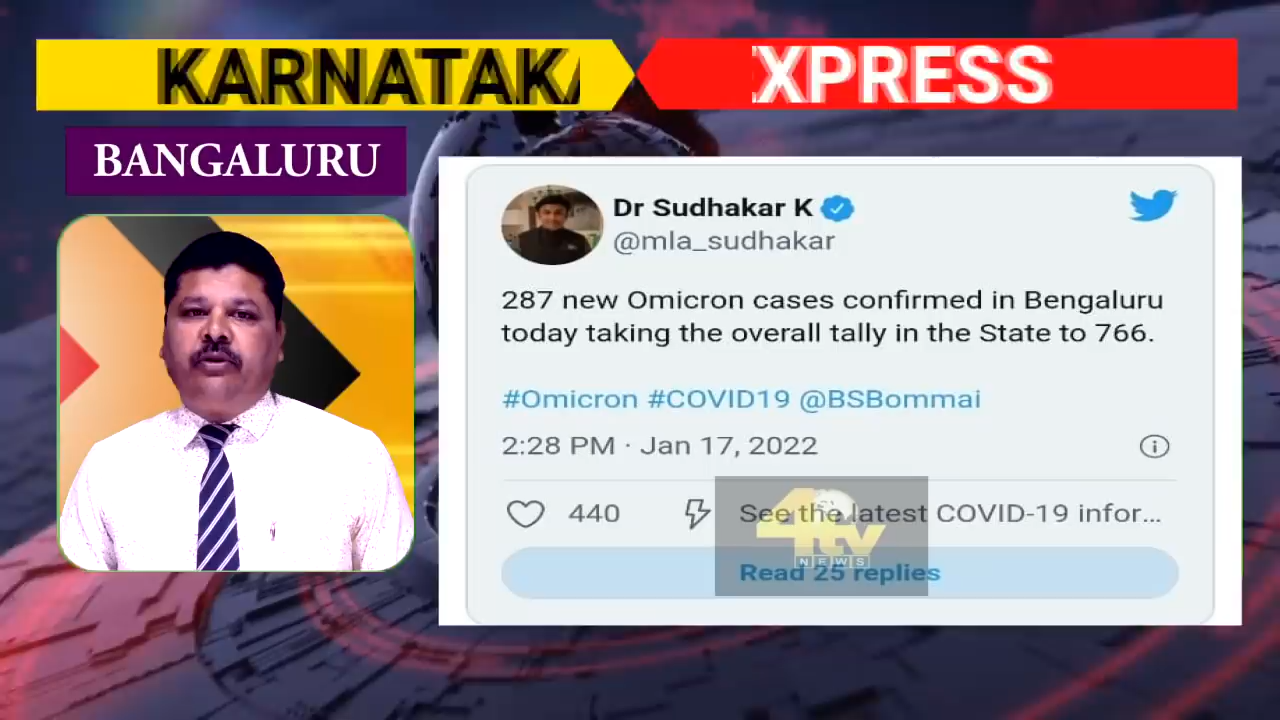 KARNATAKA
XPRESS
BANGALURU
Dr Sudhakar K
@mla_sudhakar
287 new Omicron cases confirmed in Bengaluru
today taking the overall tally in the State to 766.
#Omicron #COVID19 @BSBommai
2:28 PM · Jan 17, 2022
440 See the latest COVID-19 infor...
4tv
NEWS
Read 25 replies